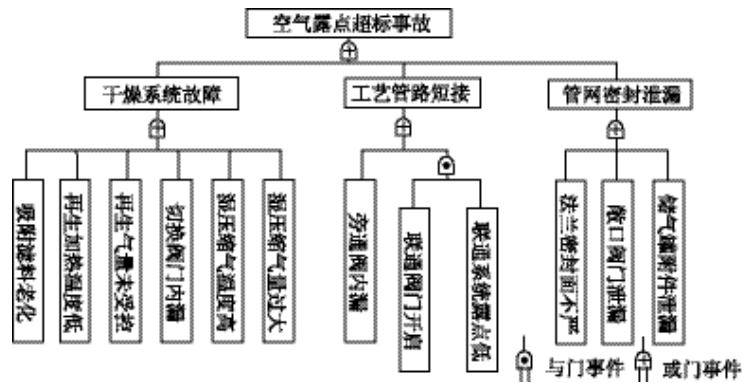 空气露点超标事故
干燥系统故障
工艺管路短接
管网密封泄漏
吸附滤料老化
再生加热温度低
再生气量未受控
切换阀门内漏
湿压缩气温度高
湿压缩气量过大
旁通阀内漏
联通阀门开启
联通系统露点低
法兰密封面不严
敞口阀门泄漏
储气罐附件泄漏
与门事件
或门事件